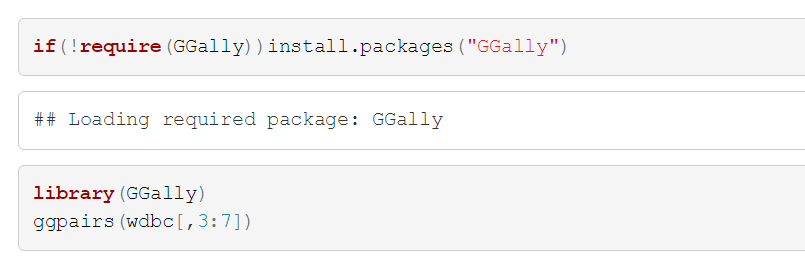 if(!require(GGally))install.packages("GGally")
## Loading required package: GGally
library(GGally)
ggpairs(wdbc[,3:7])